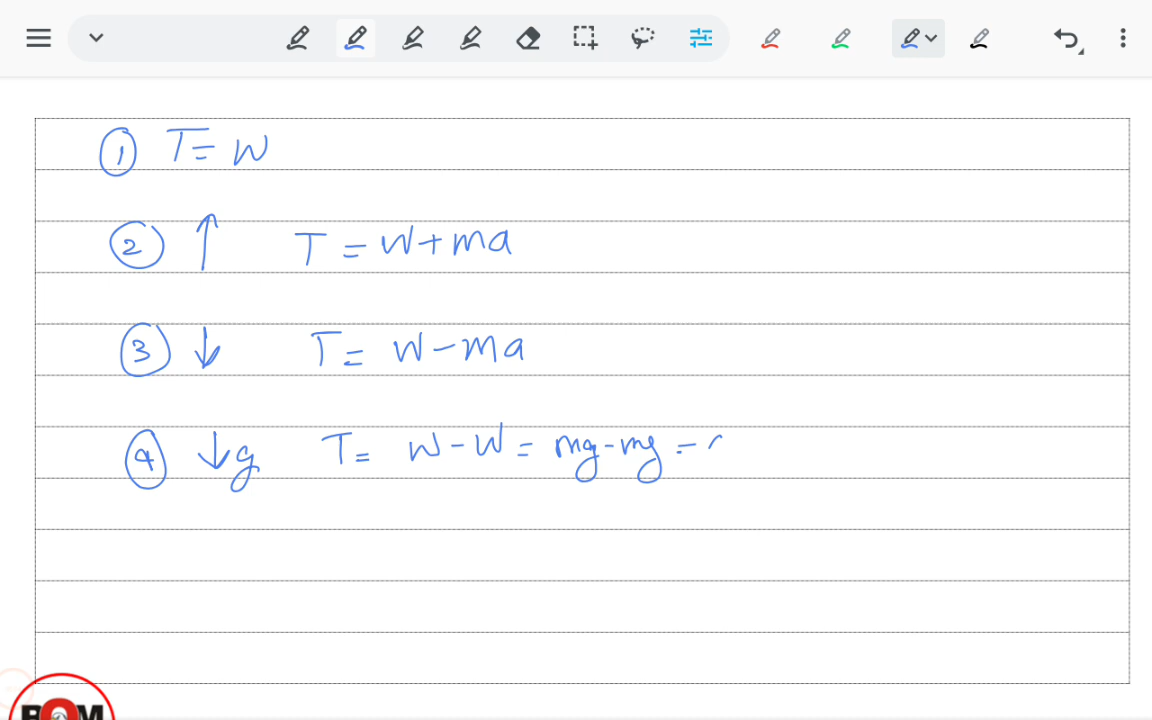 ① T = W
② ↑ T = W + ma
③ ↓ T = W - ma
④ ↓g T = W - W = mg - mg =